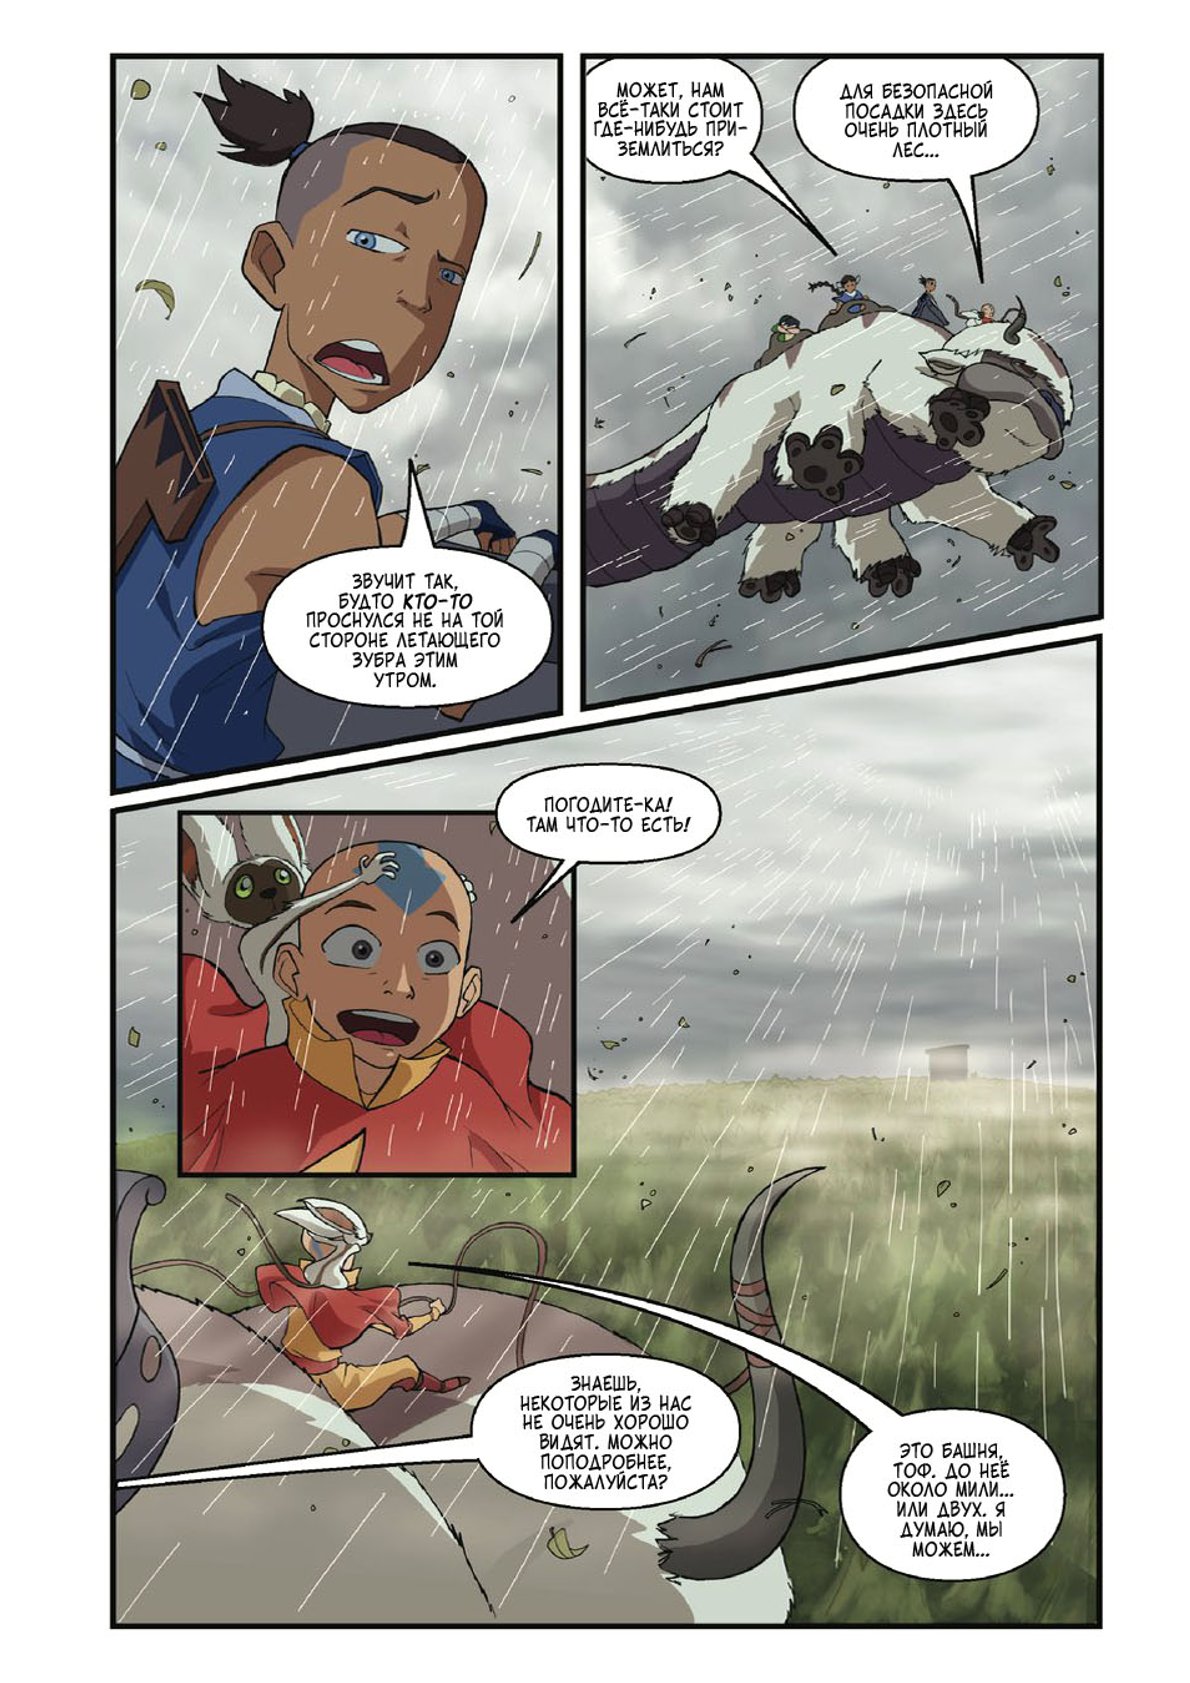 ЗВУЧИТ ТАК,
БУДТО КТО-ТО
ПРОСНУЛСЯ НЕ НА ТОЙ
СТОРОНЕ ЛЕТАЮЩЕГО
ЗУБРА ЭТИМ
УТРОМ.
МОЖЕТ, НАМ
ВСЁ-ТАКИ СТОИТ
ГДЕ-НИБУДЬ ПРИ-
ЗЕМЛИТЬСЯ?
ДЛЯ БЕЗОПАСНОЙ
ПОСАДКИ ЗДЕСЬ
ОЧЕНЬ ПЛОТНЫЙ
ЛЕС...
ПОГОДИТЕ-КА!
ТАМ ЧТО-ТО ЕСТЬ!
ЗНАЕШЬ,
НЕКОТОРЫЕ ИЗ НАС
НЕ ОЧЕНЬ ХОРОШО
ВИДЯТ. МОЖНО
ПОПОДРОБНЕЕ,
ПОЖАЛУЙСТА?
ЭТО БАШНЯ,
ТОФ. ДО НЕЁ
ОКОЛО МИЛИ...
ИЛИ ДВУХ. Я
ДУМАЮ, МЫ
МОЖЕМ...